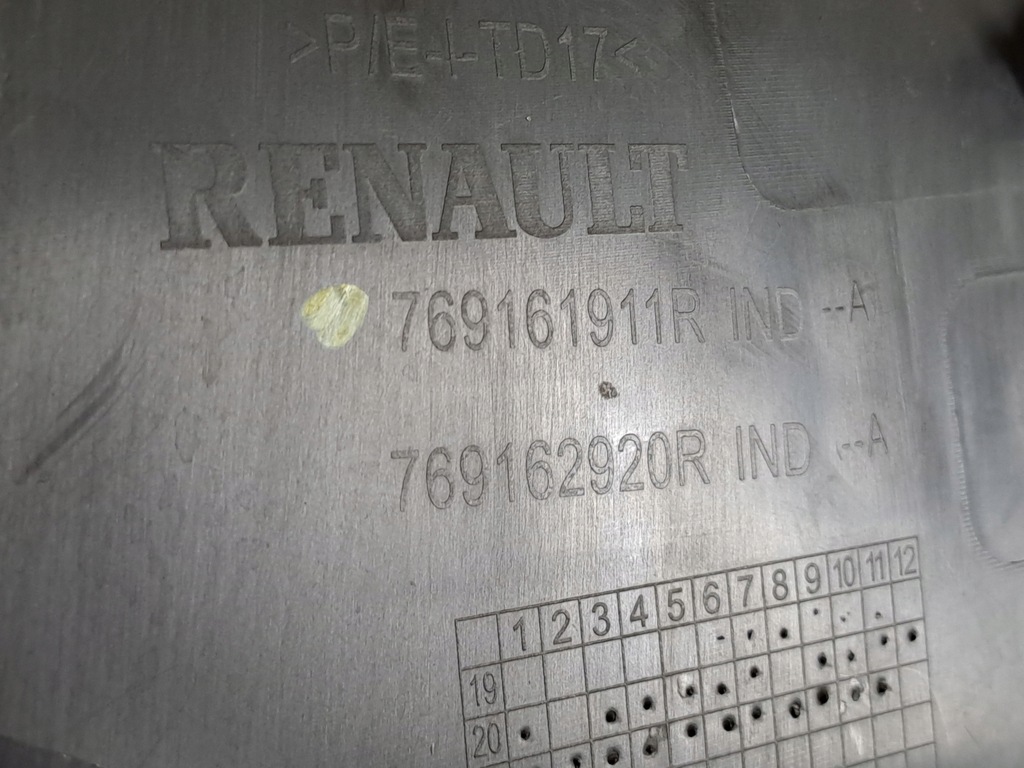 >P/E-I-TD17<
RENAULT
769161911R IND --A
769162920R IND --A
1 2 3 4 5 6 7 8 9 10 11 12
19
20